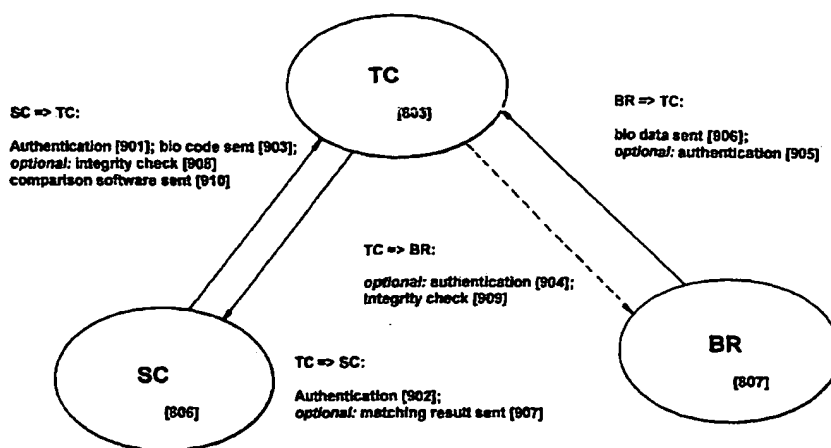 TC
[803]
SC => TC:
Authentication [901]; bio code sent [903];
optional: integrity check [908]
comparison software sent [910]
BR => TC:
bio data sent [906];
optional: authentication [905]
TC => BR:
optional: authentication [904];
integrity check [909]
SC
[806]
TC => SC:
Authentication [902];
optional: matching result sent [907]
BR
[807]